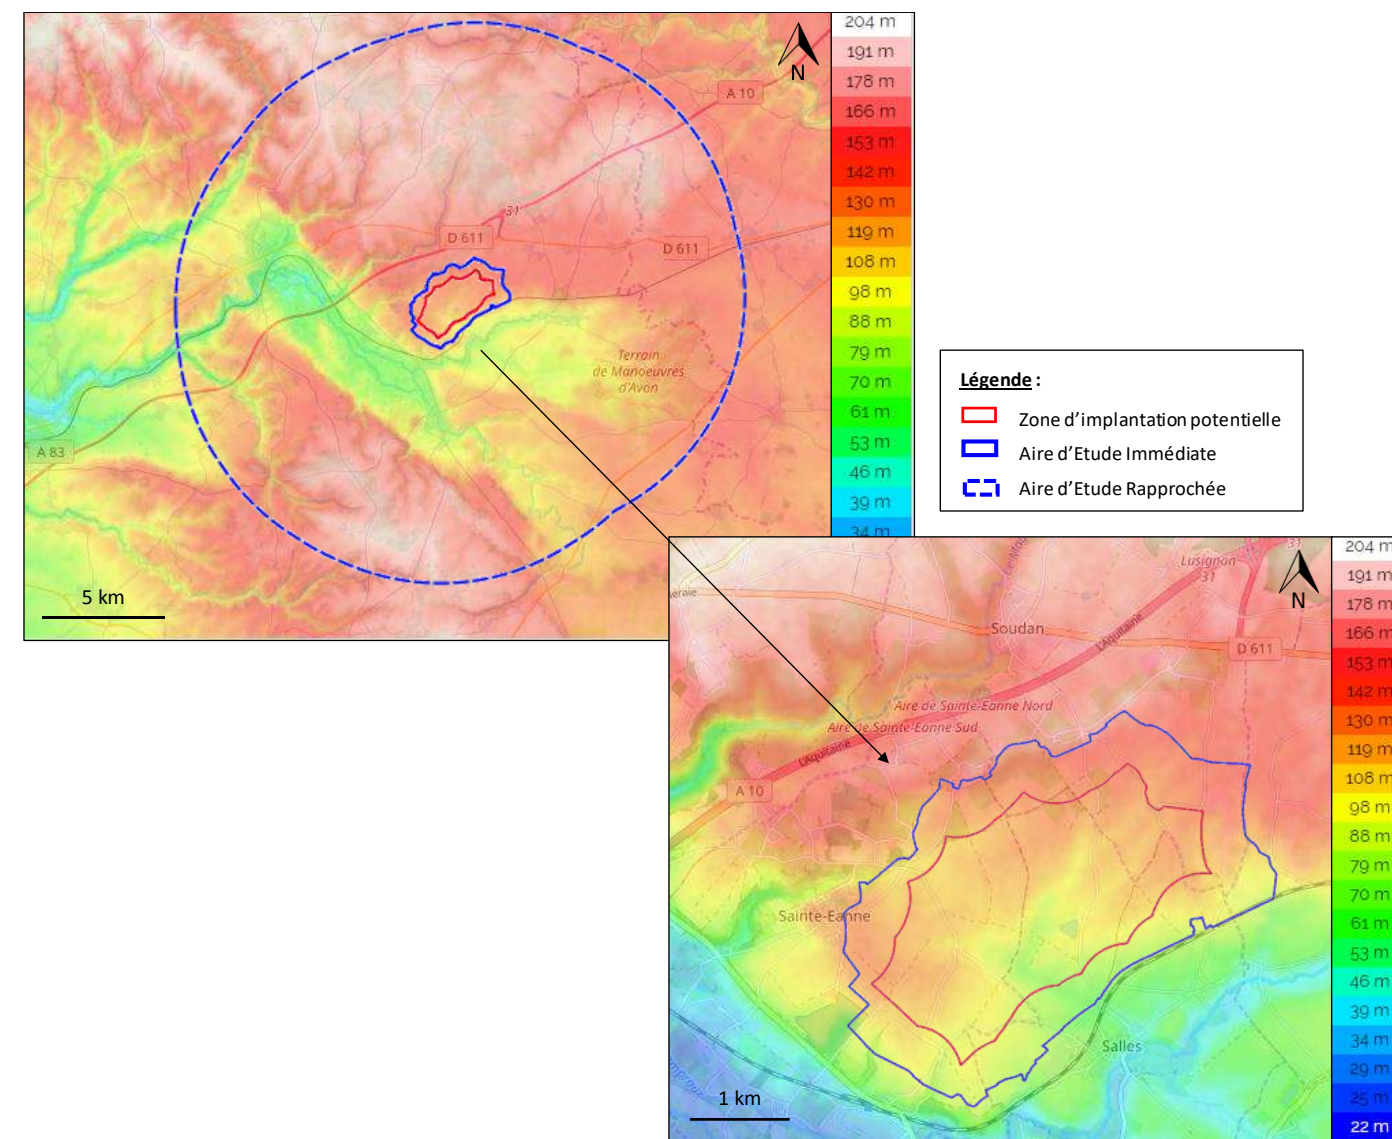 204 m
191 m
178 m
166 m
153 m
142 m
130 m
119 m
108 m
98 m
88 m
79 m
70 m
61 m
53 m
46 m
39 m
34 m
N
A 10
31
D 611
D 611
Terrain
de Manoeuvres
d'Avon
A 83
5 km
Légende :
Zone d'implantation potentielle
Aire d'Etude Immédiate
Aire d'Etude Rapprochée
204 m
191 m
178 m
166 m
153 m
142 m
130 m
119 m
108 m
98 m
88 m
79 m
70 m
61 m
53 m
46 m
39 m
34 m
29 m
25 m
22 m
31
Lusignon
31
N
Soudan
D 611
L'Aquitaine
Aire de Sainte-Eanne Nord
Aire de Sainte-Eanne Sud
L'Aquitaine
A 10
Sainte-Eanne
Salles
1 km